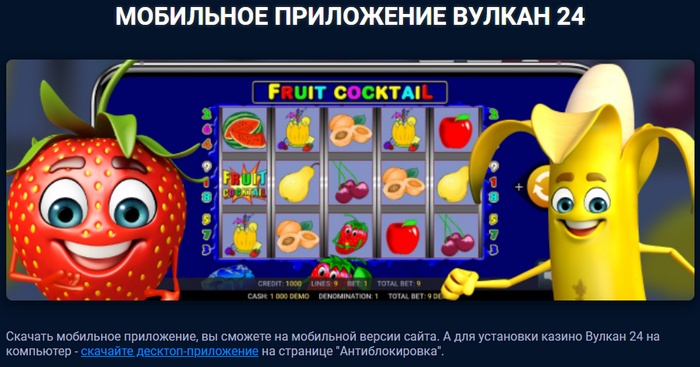 МОБИЛЬНОЕ ПРИЛОЖЕНИЕ ВУЛКАН 24
FRUIT COCKTAIL
FRUIT
COCKTAIL
CREDIT: 1000 LINES: 9 BET: 1 TOTAL BET: 9
CASH: 1 000 DEMO DENOMINATION: 1 TOTAL BET: 9
Скачать мобильное приложение, вы сможете на мобильной версии сайта. А для установки казино Вулкан 24 на
компьютер - скачайте десктоп-приложение на странице "Антиблокировка".